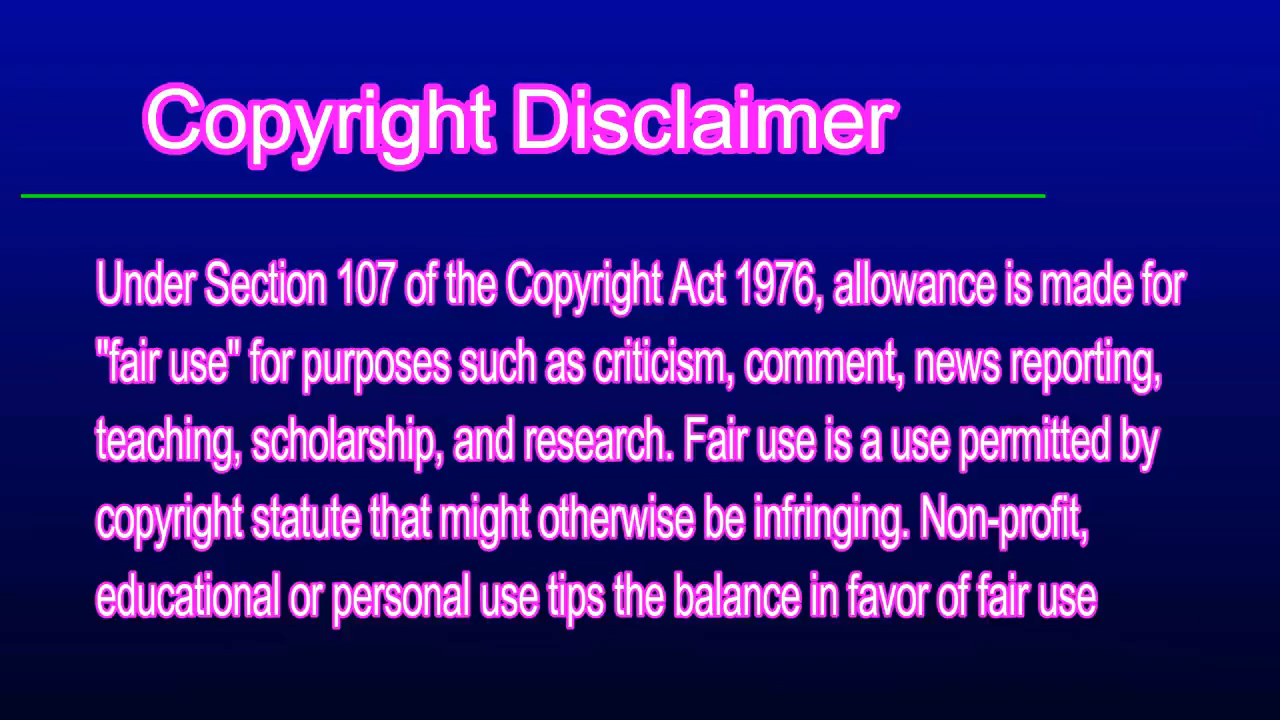 Copyright Disclaimer
Under Section 107 of the Copyright Act 1976, allowance is made for
"fair use" for purposes such as criticism, comment, news reporting,
teaching, scholarship, and research. Fair use is a use permitted by
copyright statute that might otherwise be infringing. Non-profit,
educational or personal use tips the balance in favor of fair use